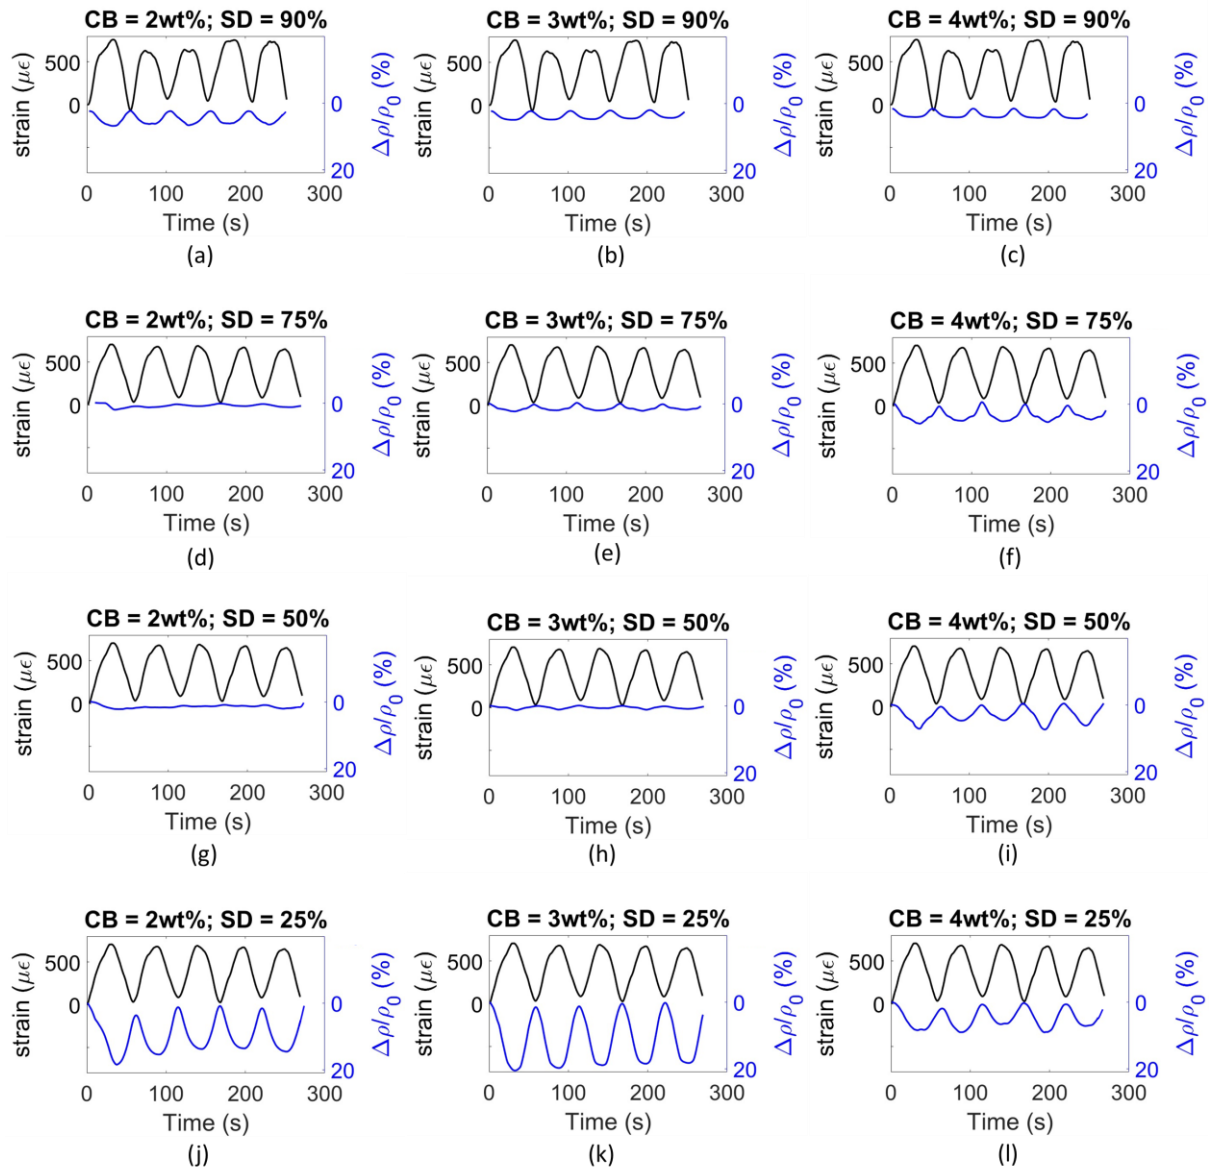 CB = 2wt%; SD = 90%
strain (με)
500
0
Δρ/ρ0 (%)
0
20
0 100 200 300
Time (s)
(a)
CB = 3wt%; SD = 90%
strain (με)
500
0
Δρ/ρ0 (%)
0
20
0 100 200 300
Time (s)
(b)
CB = 4wt%; SD = 90%
strain (με)
500
0
Δρ/ρ0 (%)
0
20
0 100 200 300
Time (s)
(c)
CB = 2wt%; SD = 75%
strain (με)
500
0
Δρ/ρ0 (%)
0
20
0 100 200 300
Time (s)
(d)
CB = 3wt%; SD = 75%
strain (με)
500
0
Δρ/ρ0 (%)
0
20
0 100 200 300
Time (s)
(e)
CB = 4wt%; SD = 75%
strain (με)
500
0
Δρ/ρ0 (%)
0
20
0 100 200 300
Time (s)
(f)
CB = 2wt%; SD = 50%
strain (με)
500
0
Δρ/ρ0 (%)
0
20
0 100 200 300
Time (s)
(g)
CB = 3wt%; SD = 50%
strain (με)
500
0
Δρ/ρ0 (%)
0
20
0 100 200 300
Time (s)
(h)
CB = 4wt%; SD = 50%
strain (με)
500
0
Δρ/ρ0 (%)
0
20
0 100 200 300
Time (s)
(i)
CB = 2wt%; SD = 25%
strain (με)
500
0
Δρ/ρ0 (%)
0
20
0 100 200 300
Time (s)
(j)
CB = 3wt%; SD = 25%
strain (με)
500
0
Δρ/ρ0 (%)
0
20
0 100 200 300
Time (s)
(k)
CB = 4wt%; SD = 25%
strain (με)
500
0
Δρ/ρ0 (%)
0
20
0 100 200 300
Time (s)
(l)